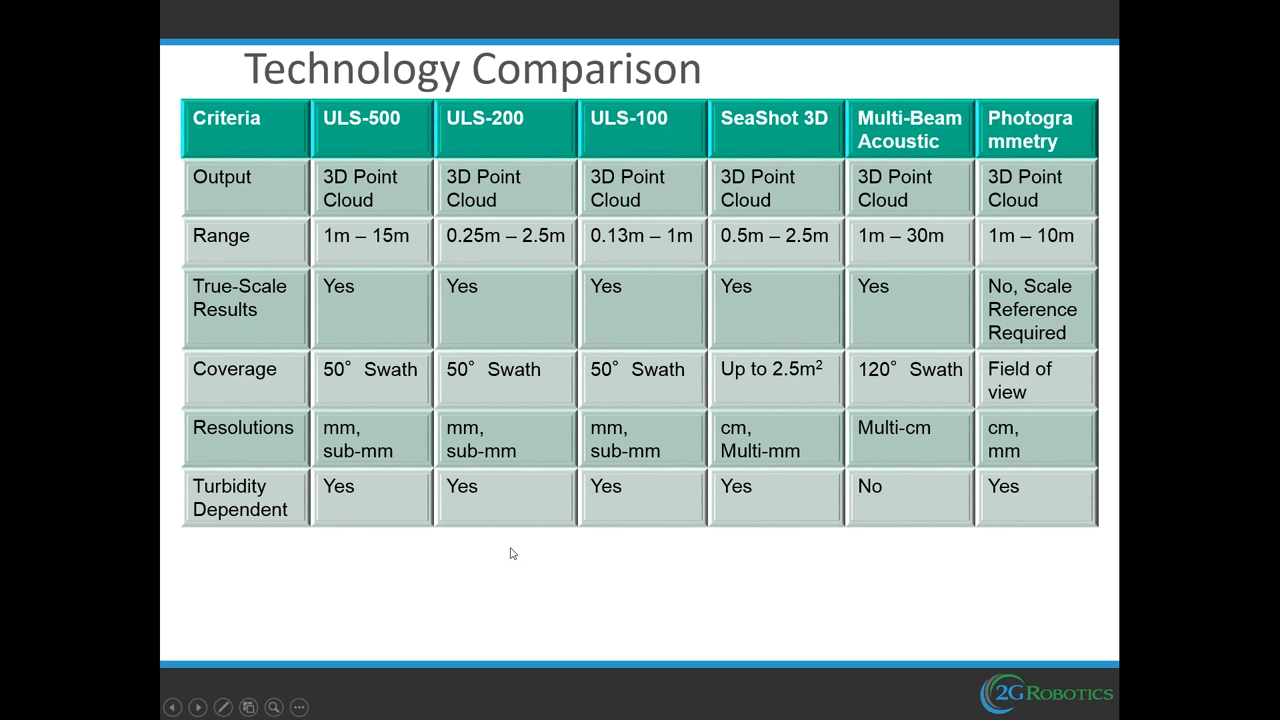 Technology Comparison
Criteria ULS-500 ULS-200 ULS-100 SeaShot 3D Multi-Beam Photogra
Acoustic mmetry
Output 3D Point 3D Point 3D Point 3D Point 3D Point 3D Point
Cloud Cloud Cloud Cloud Cloud Cloud
Range 1m – 15m 0.25m – 2.5m 0.13m – 1m 0.5m – 2.5m 1m – 30m 1m – 10m
True-Scale Yes Yes Yes Yes Yes No, Scale
Results Reference
Required
Coverage 50° Swath 50° Swath 50° Swath Up to 2.5m² 120° Swath Field of
view
Resolutions mm, mm, mm, cm, Multi-cm cm,
sub-mm sub-mm sub-mm Multi-mm mm
Turbidity Yes Yes Yes Yes No Yes
Dependent
2G ROBOTICS